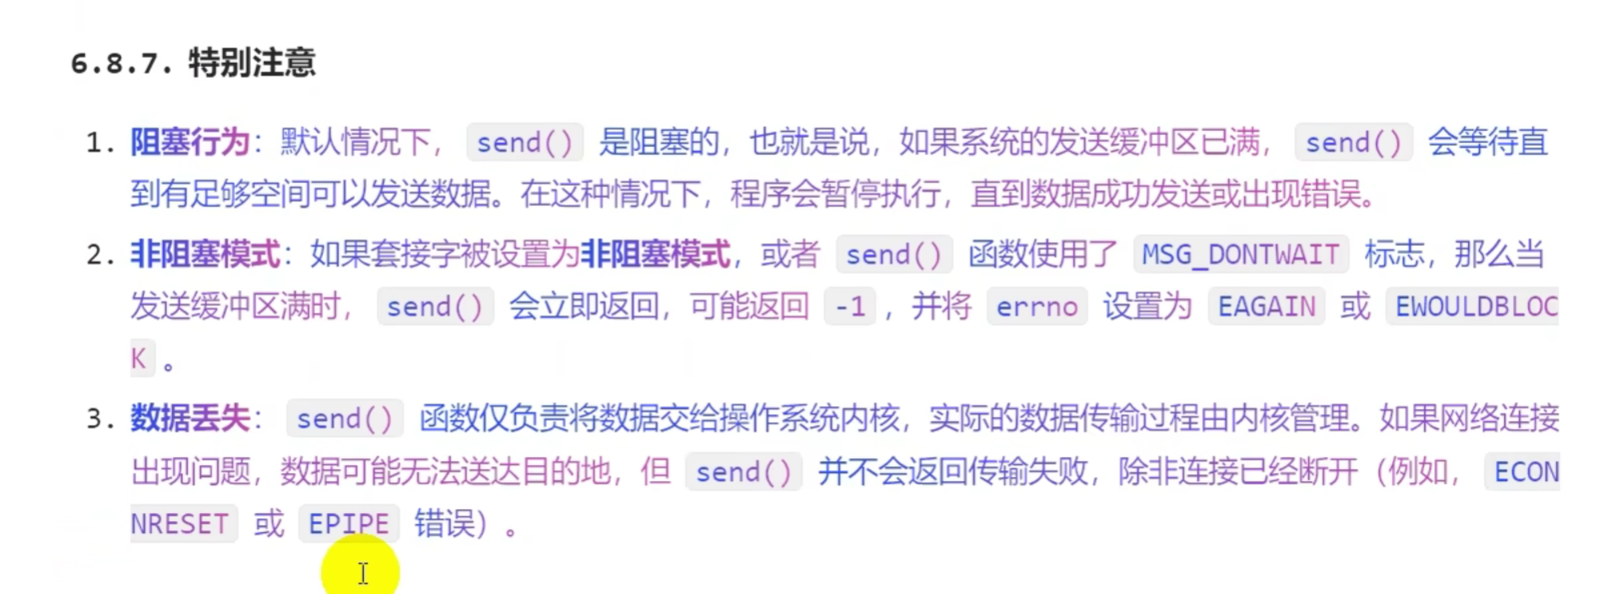 6.8.7. 特别注意
1. 阻塞行为：默认情况下， send() 是阻塞的，也就是说，如果系统的发送缓冲区已满， send() 会等待直
到有足够空间可以发送数据。在这种情况下，程序会暂停执行，直到数据成功发送或出现错误。
2. 非阻塞模式：如果套接字被设置为非阻塞模式，或者 send() 函数使用了 MSG_DONTWAIT 标志，那么当
发送缓冲区满时， send() 会立即返回，可能返回 -1 ，并将 errno 设置为 EAGAIN 或 EWOULDBLOC
K 。
3. 数据丢失： send() 函数仅负责将数据交给操作系统内核，实际的数据传输过程由内核管理。如果网络连接
出现问题，数据可能无法送达目的地，但 send() 并不会返回传输失败，除非连接已经断开（例如， ECON
NRESET 或 EPIPE 错误）。